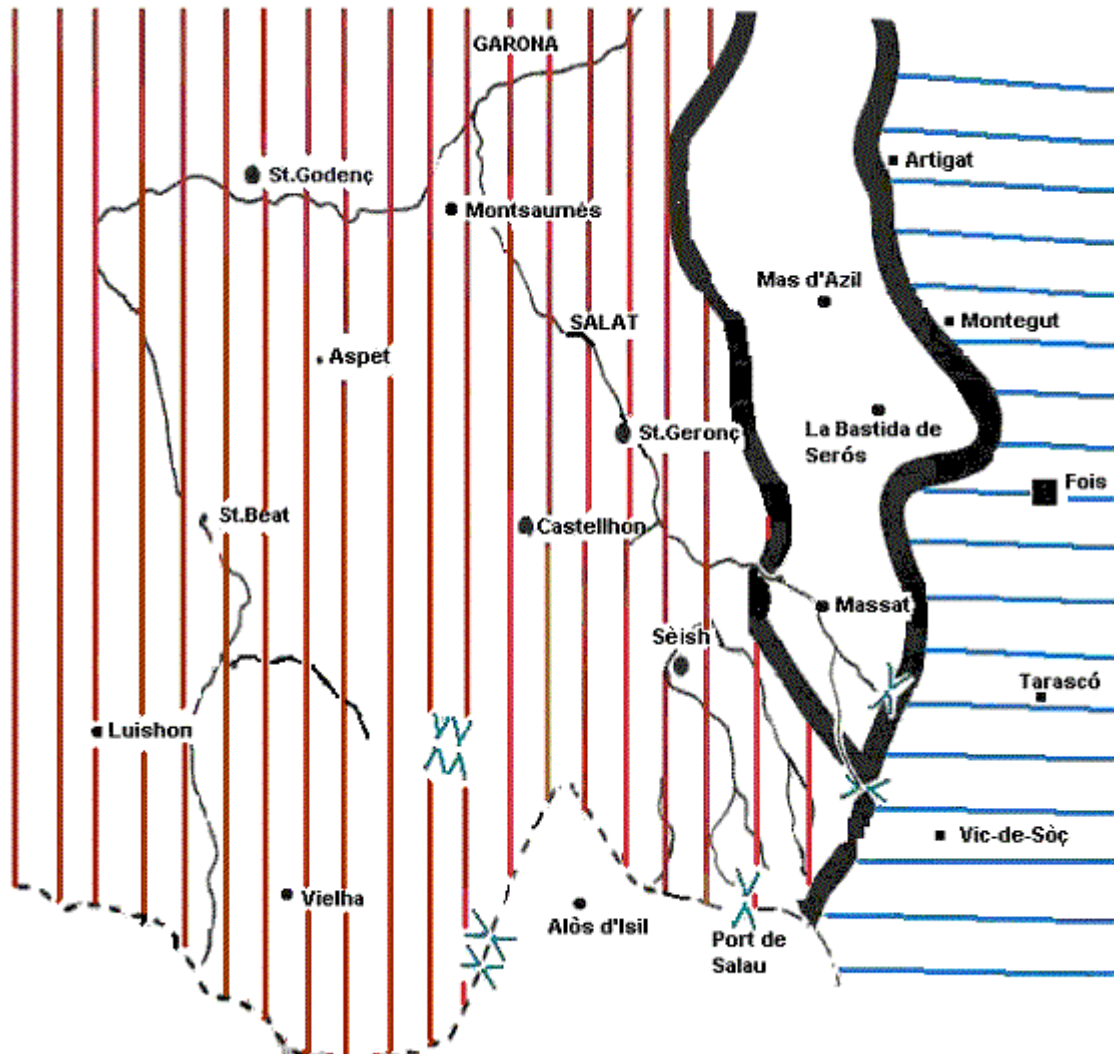 GARONA
St.Godenç
Artigat
Montsaunés
Mas d'Azil
SALAT
Montegut
Aspet
St.Geronç
La Bastida de
Serós
Fois
St.Beat
Castellhon
Massat
Sèish
Tarascó
Luishon
Vic-de-Sòç
Vielha
Alòs d'Isil
Port de
Salau